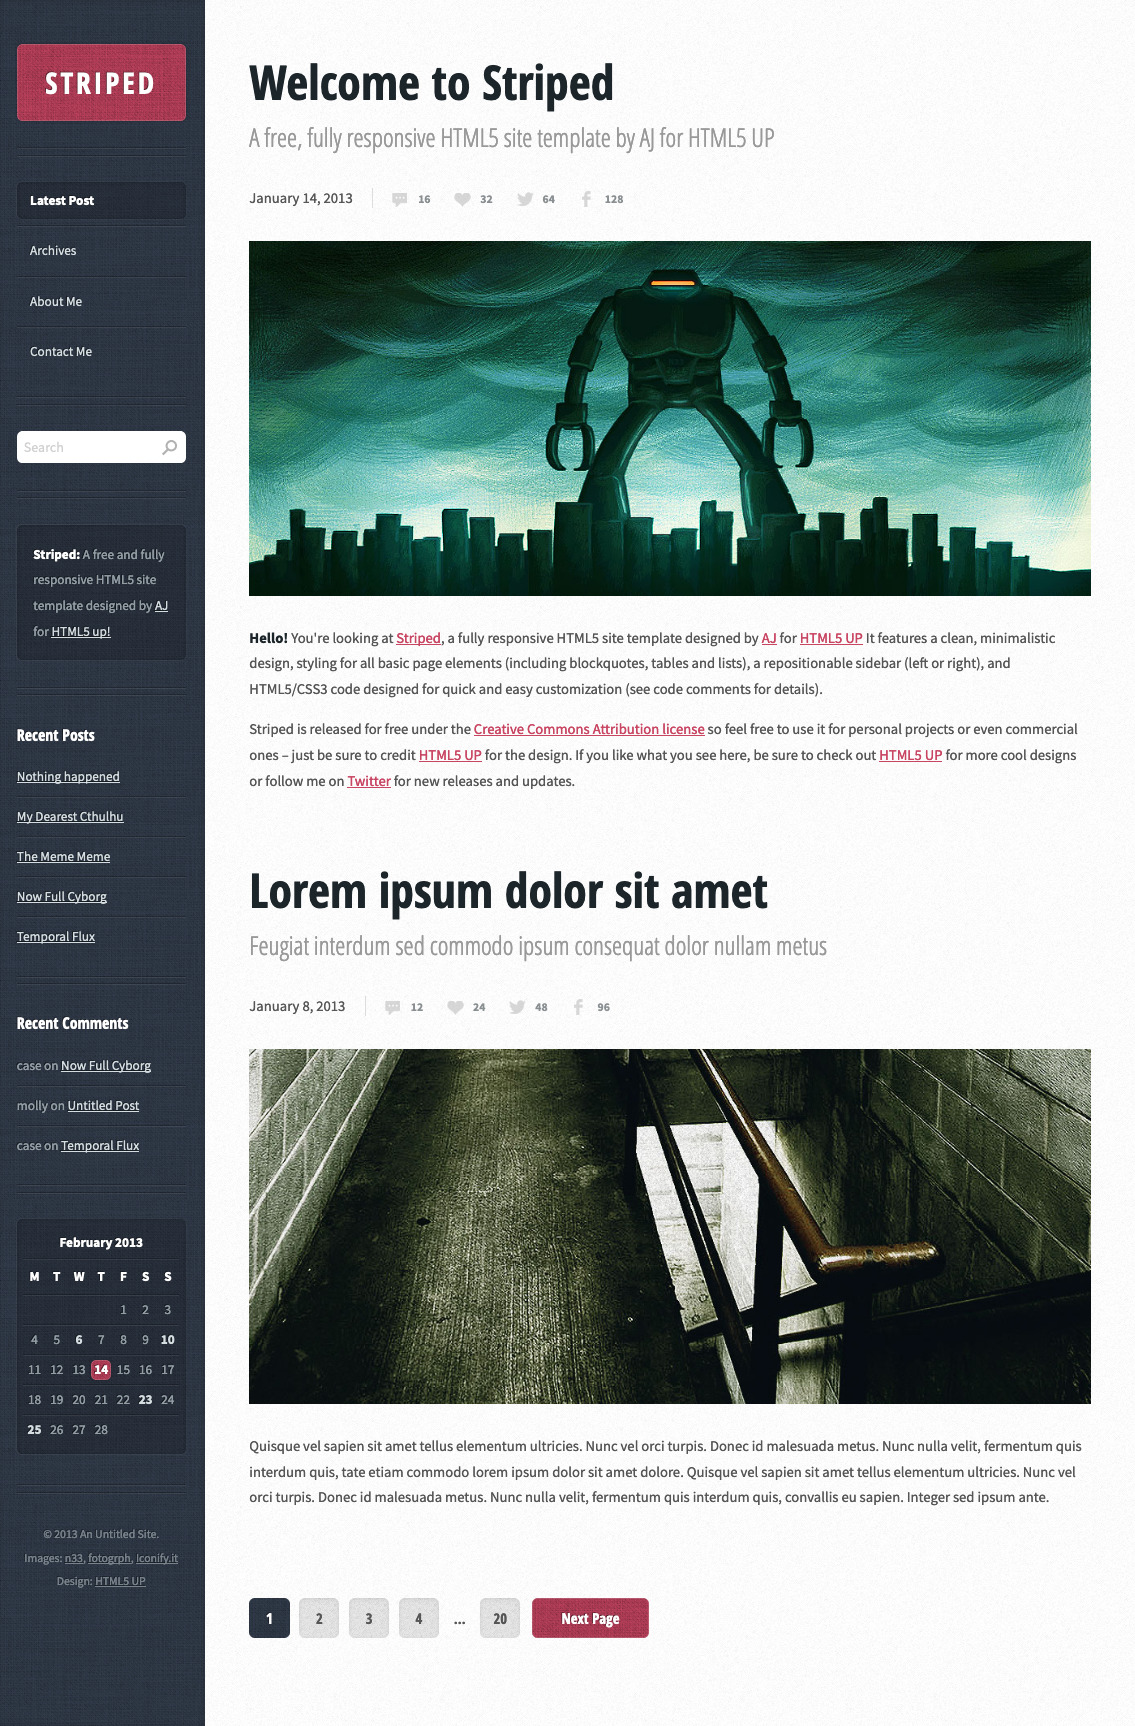 STRIPED
Latest Post
Archives
About Me
Contact Me
Search
Striped: A free and fully
responsive HTML5 site
template designed by AJ
for HTML5 up!
Recent Posts
Nothing happened
My Dearest Cthulhu
The Meme Meme
Now Full Cyborg
Temporal Flux
Recent Comments
case on Now Full Cyborg
molly on Untitled Post
case on Temporal Flux
February 2013
M T W T F S S
1 2 3
4 5 6 7 8 9 10
11 12 13 14 15 16 17
18 19 20 21 22 23 24
25 26 27 28
© 2013 An Untitled Site.
Images: n33, fotogrph, Iconify.it
Design: HTML5 UP
Welcome to Striped
A free, fully responsive HTML5 site template by AJ for HTML5 UP
January 14, 2013 16 32 64 128
Hello! You're looking at Striped, a fully responsive HTML5 site template designed by AJ for HTML5 UP It features a clean, minimalistic
design, styling for all basic page elements (including blockquotes, tables and lists), a repositionable sidebar (left or right), and
HTML5/CSS3 code designed for quick and easy customization (see code comments for details).
Striped is released for free under the Creative Commons Attribution license so feel free to use it for personal projects or even commercial
ones – just be sure to credit HTML5 UP for the design. If you like what you see here, be sure to check out HTML5 UP for more cool designs
or follow me on Twitter for new releases and updates.
Lorem ipsum dolor sit amet
Feugiat interdum sed commodo ipsum consequat dolor nullam metus
January 8, 2013 12 24 48 96
Quisque vel sapien sit amet tellus elementum ultricies. Nunc vel orci turpis. Donec id malesuada metus. Nunc nulla velit, fermentum quis
interdum quis, tate etiam commodo lorem ipsum dolor sit amet dolore. Quisque vel sapien sit amet tellus elementum ultricies. Nunc vel
orci turpis. Donec id malesuada metus. Nunc nulla velit, fermentum quis interdum quis, convallis eu sapien. Integer sed ipsum ante.
1 2 3 4 ... 20 Next Page